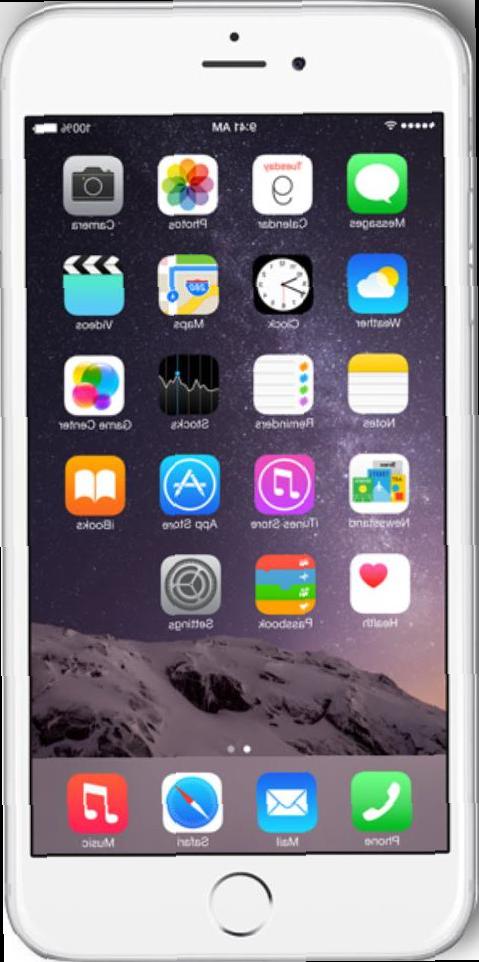 9:41 AM 100%
Tuesday
9
Messages Calendar Photos Camera
280
Weather Clock Maps Videos
Notes Reminders Stocks Game Center
Newsstand iTunes Store App Store iBooks
Health Passbook Settings
Phone Mail Safari Music